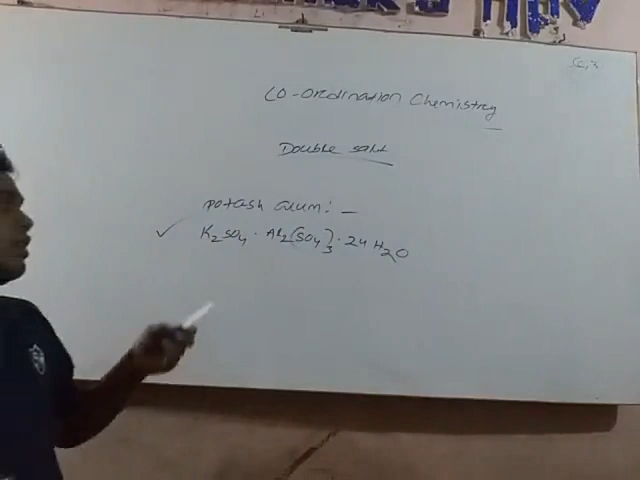 Co-ordination Chemistry
Double salt
potash alum: —
✓ K₂SO₄ · Al₂(SO₄)₃ · 24 H₂O